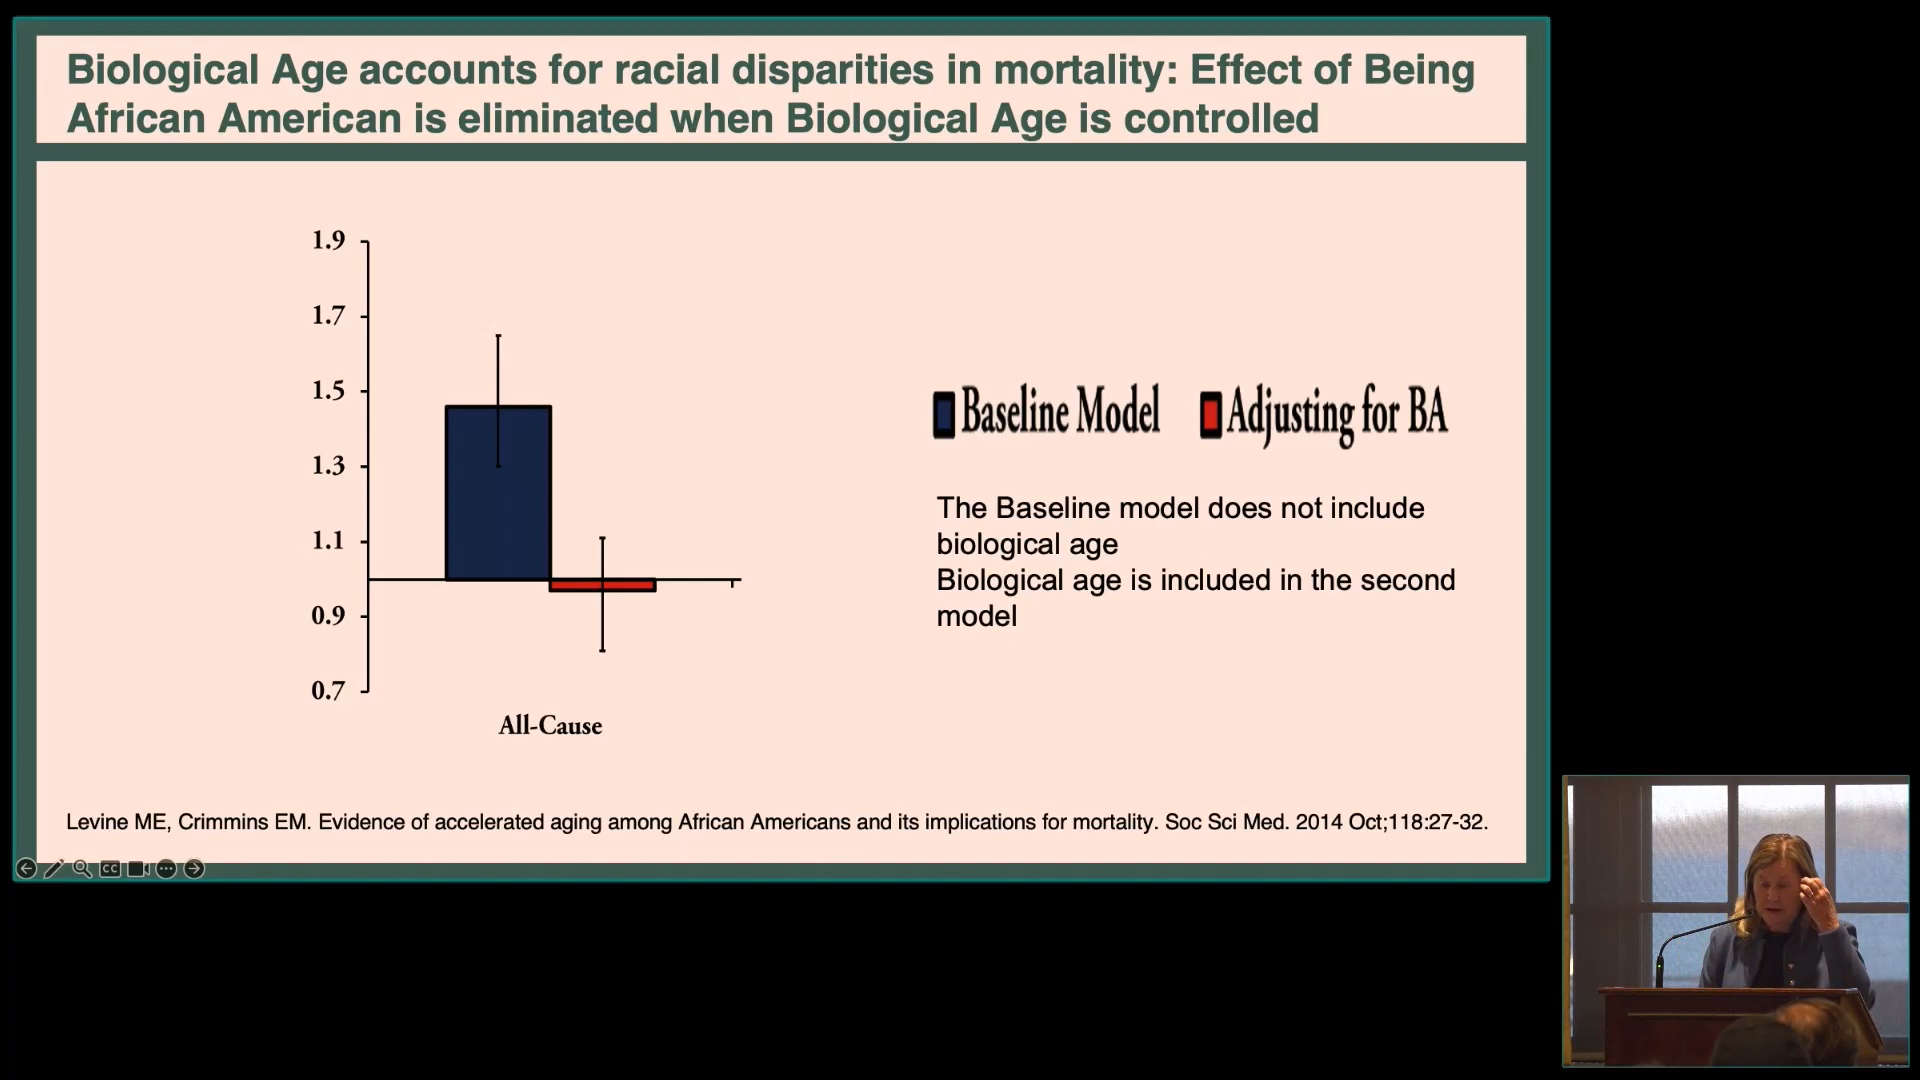 Biological Age accounts for racial disparities in mortality: Effect of Being
African American is eliminated when Biological Age is controlled
1.9
1.7
1.5
1.3
1.1
0.9
0.7
All-Cause
Baseline Model Adjusting for BA
The Baseline model does not include
biological age
Biological age is included in the second
model
Levine ME, Crimmins EM. Evidence of accelerated aging among African Americans and its implications for mortality. Soc Sci Med. 2014 Oct;118:27-32.
CC